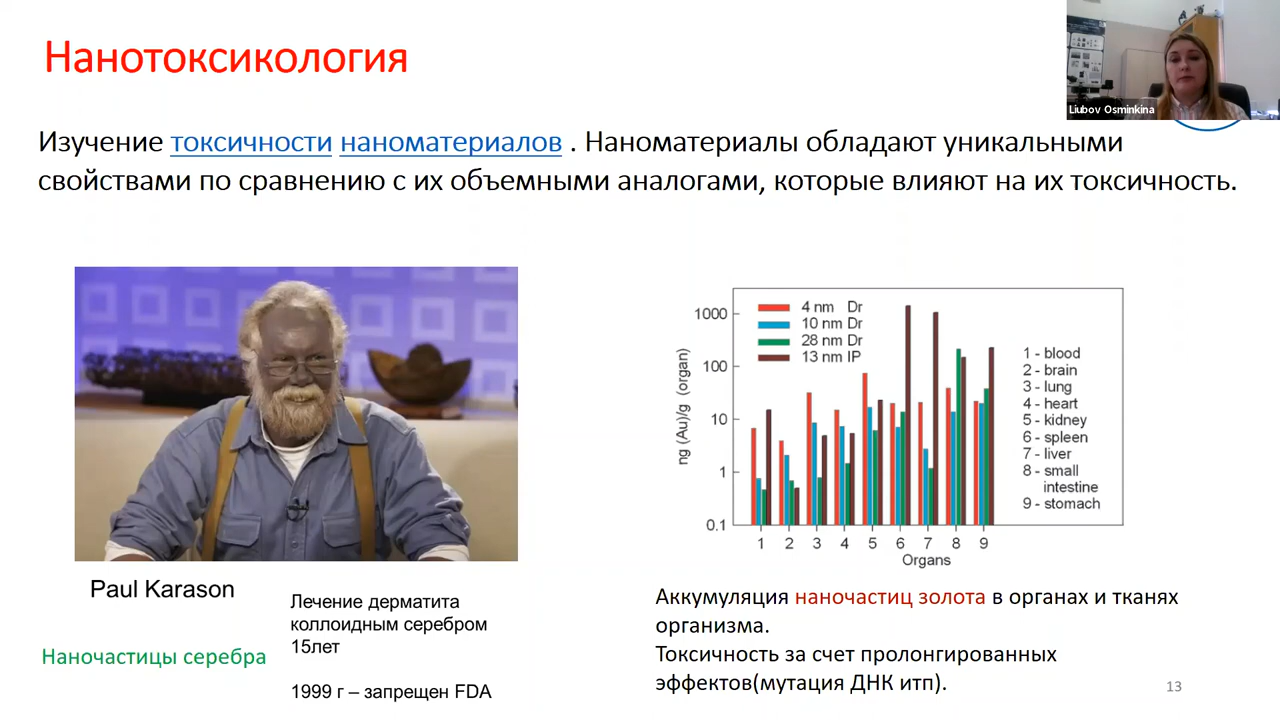 Нанотоксикология
Liubov Osminkina
Изучение токсичности наноматериалов . Наноматериалы обладают уникальными
свойствами по сравнению с их объемными аналогами, которые влияют на их токсичность.
Paul Karason
Лечение дерматита
коллоидным серебром
15лет
Наночастицы серебра
1999 г – запрещен FDA
ng (Au)/g (organ)
1000
100
10
1
0.1
4 nm Dr
10 nm Dr
28 nm Dr
13 nm IP
1 2 3 4 5 6 7 8 9
Organs
1 - blood
2 - brain
3 - lung
4 - heart
5 - kidney
6 - spleen
7 - liver
8 - small
intestine
9 - stomach
Аккумуляция наночастиц золота в органах и тканях
организма.
Токсичность за счет пролонгированных
эффектов(мутация ДНК итп).
13